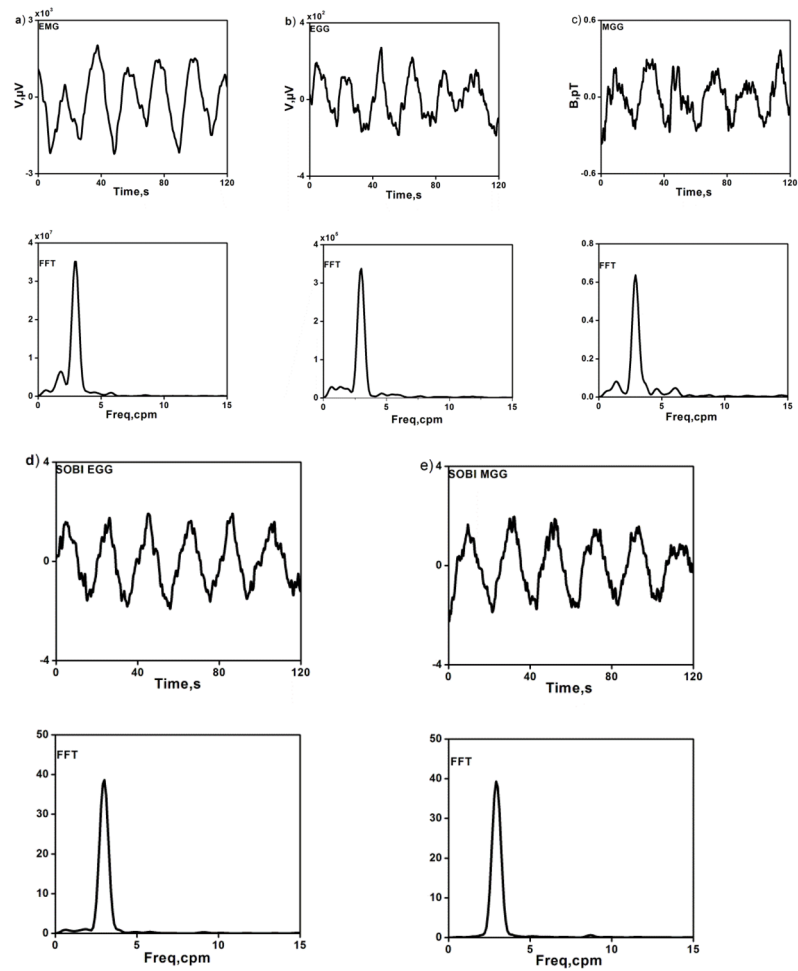 a) x10³ b) x10² c)
EMG EGG MGG
3 4 0.6
V,µV V,µV B,pT
0 0 0.0
-3 -4 -0.6
0 40 80 120 0 40 80 120 0 40 80 120
Time,s Time,s Time,s
x10⁷ x10⁵
4 4 0.8
FFT FFT FFT
3 3 0.6
2 2 0.4
1 1 0.2
0 0 0.0
0 5 10 15 0 5 10 15 0 5 10 15
Freq,cpm Freq,cpm Freq,cpm
d) e)
4 SOBI EGG 4 SOBI MGG
2 2
0 0
-4 -4
0 40 80 120 0 40 80 120
Time,s Time,s
50 50
FFT FFT
40 40
30 30
20 20
10 10
0 0
0 5 10 15 0 5 10 15
Freq,cpm Freq,cpm